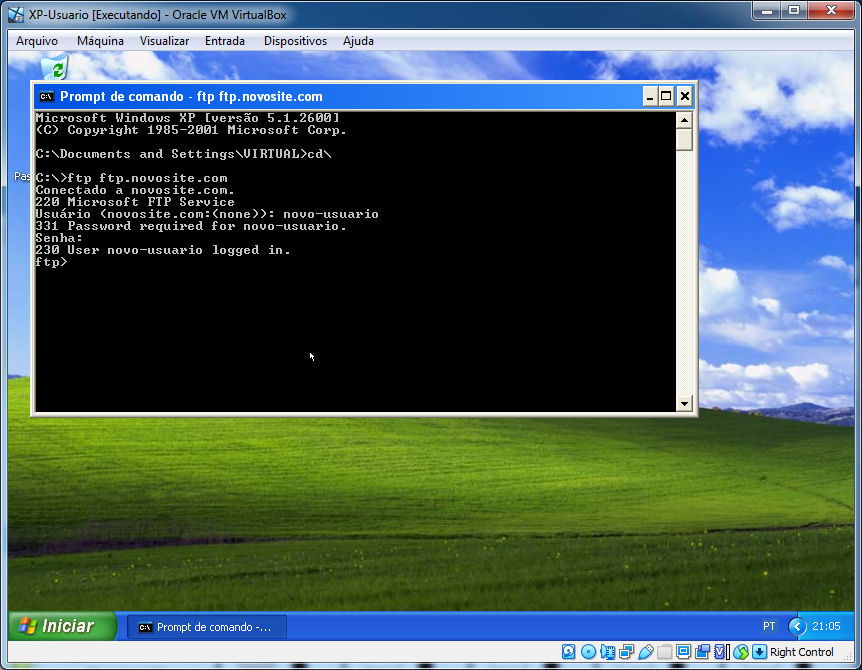 XP-Usuario [Executando] - Oracle VM VirtualBox
Arquivo Máquina Visualizar Entrada Dispositivos Ajuda
Prompt de comando - ftp ftp.novosite.com
Microsoft Windows XP [versão 5.1.2600]
(C) Copyright 1985-2001 Microsoft Corp.
C:\Documents and Settings\VIRTUAL>cd\
Pas
C:\>ftp ftp.novosite.com
Conectado a novosite.com.
220 Microsoft FTP Service
Usuário (novosite.com:(none)): novo-usuario
331 Password required for novo-usuario.
Senha:
230 User novo-usuario logged in.
ftp>
Iniciar
Prompt de comando -...
PT
21:05
Right Control